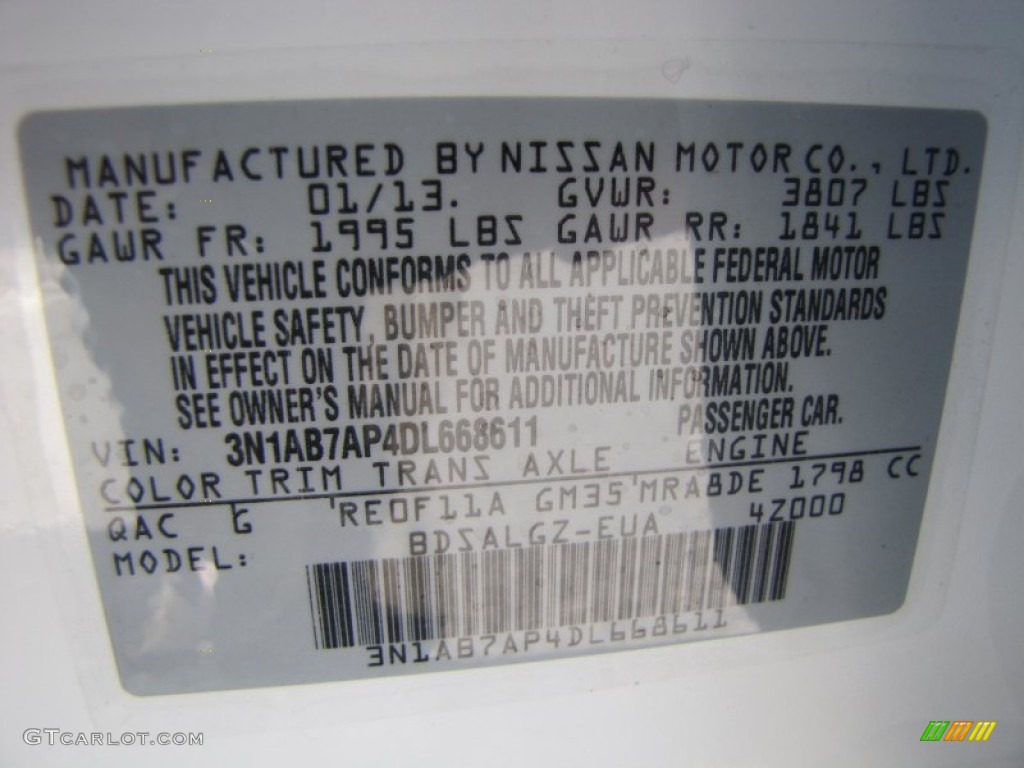 MANUFACTURED BY NISSAN MOTOR CO., LTD.
DATE: 01/13. GVWR: 3807 LBS
GAWR FR: 1995 LBS GAWR RR: 1841 LBS
THIS VEHICLE CONFORMS TO ALL APPLICABLE FEDERAL MOTOR
VEHICLE SAFETY, BUMPER AND THEFT PREVENTION STANDARDS
IN EFFECT ON THE DATE OF MANUFACTURE SHOWN ABOVE.
SEE OWNER'S MANUAL FOR ADDITIONAL INFORMATION.
VIN: 3N1AB7AP4DL668611 PASSENGER CAR.
COLOR TRIM TRANS AXLE ENGINE
QAC G 'RE0F11A GM35'MRA8DE 1798 CC
MODEL: BDSALGZ-EUA 4Z000
3N1AB7AP4DL668611
GTCARLOT.COM